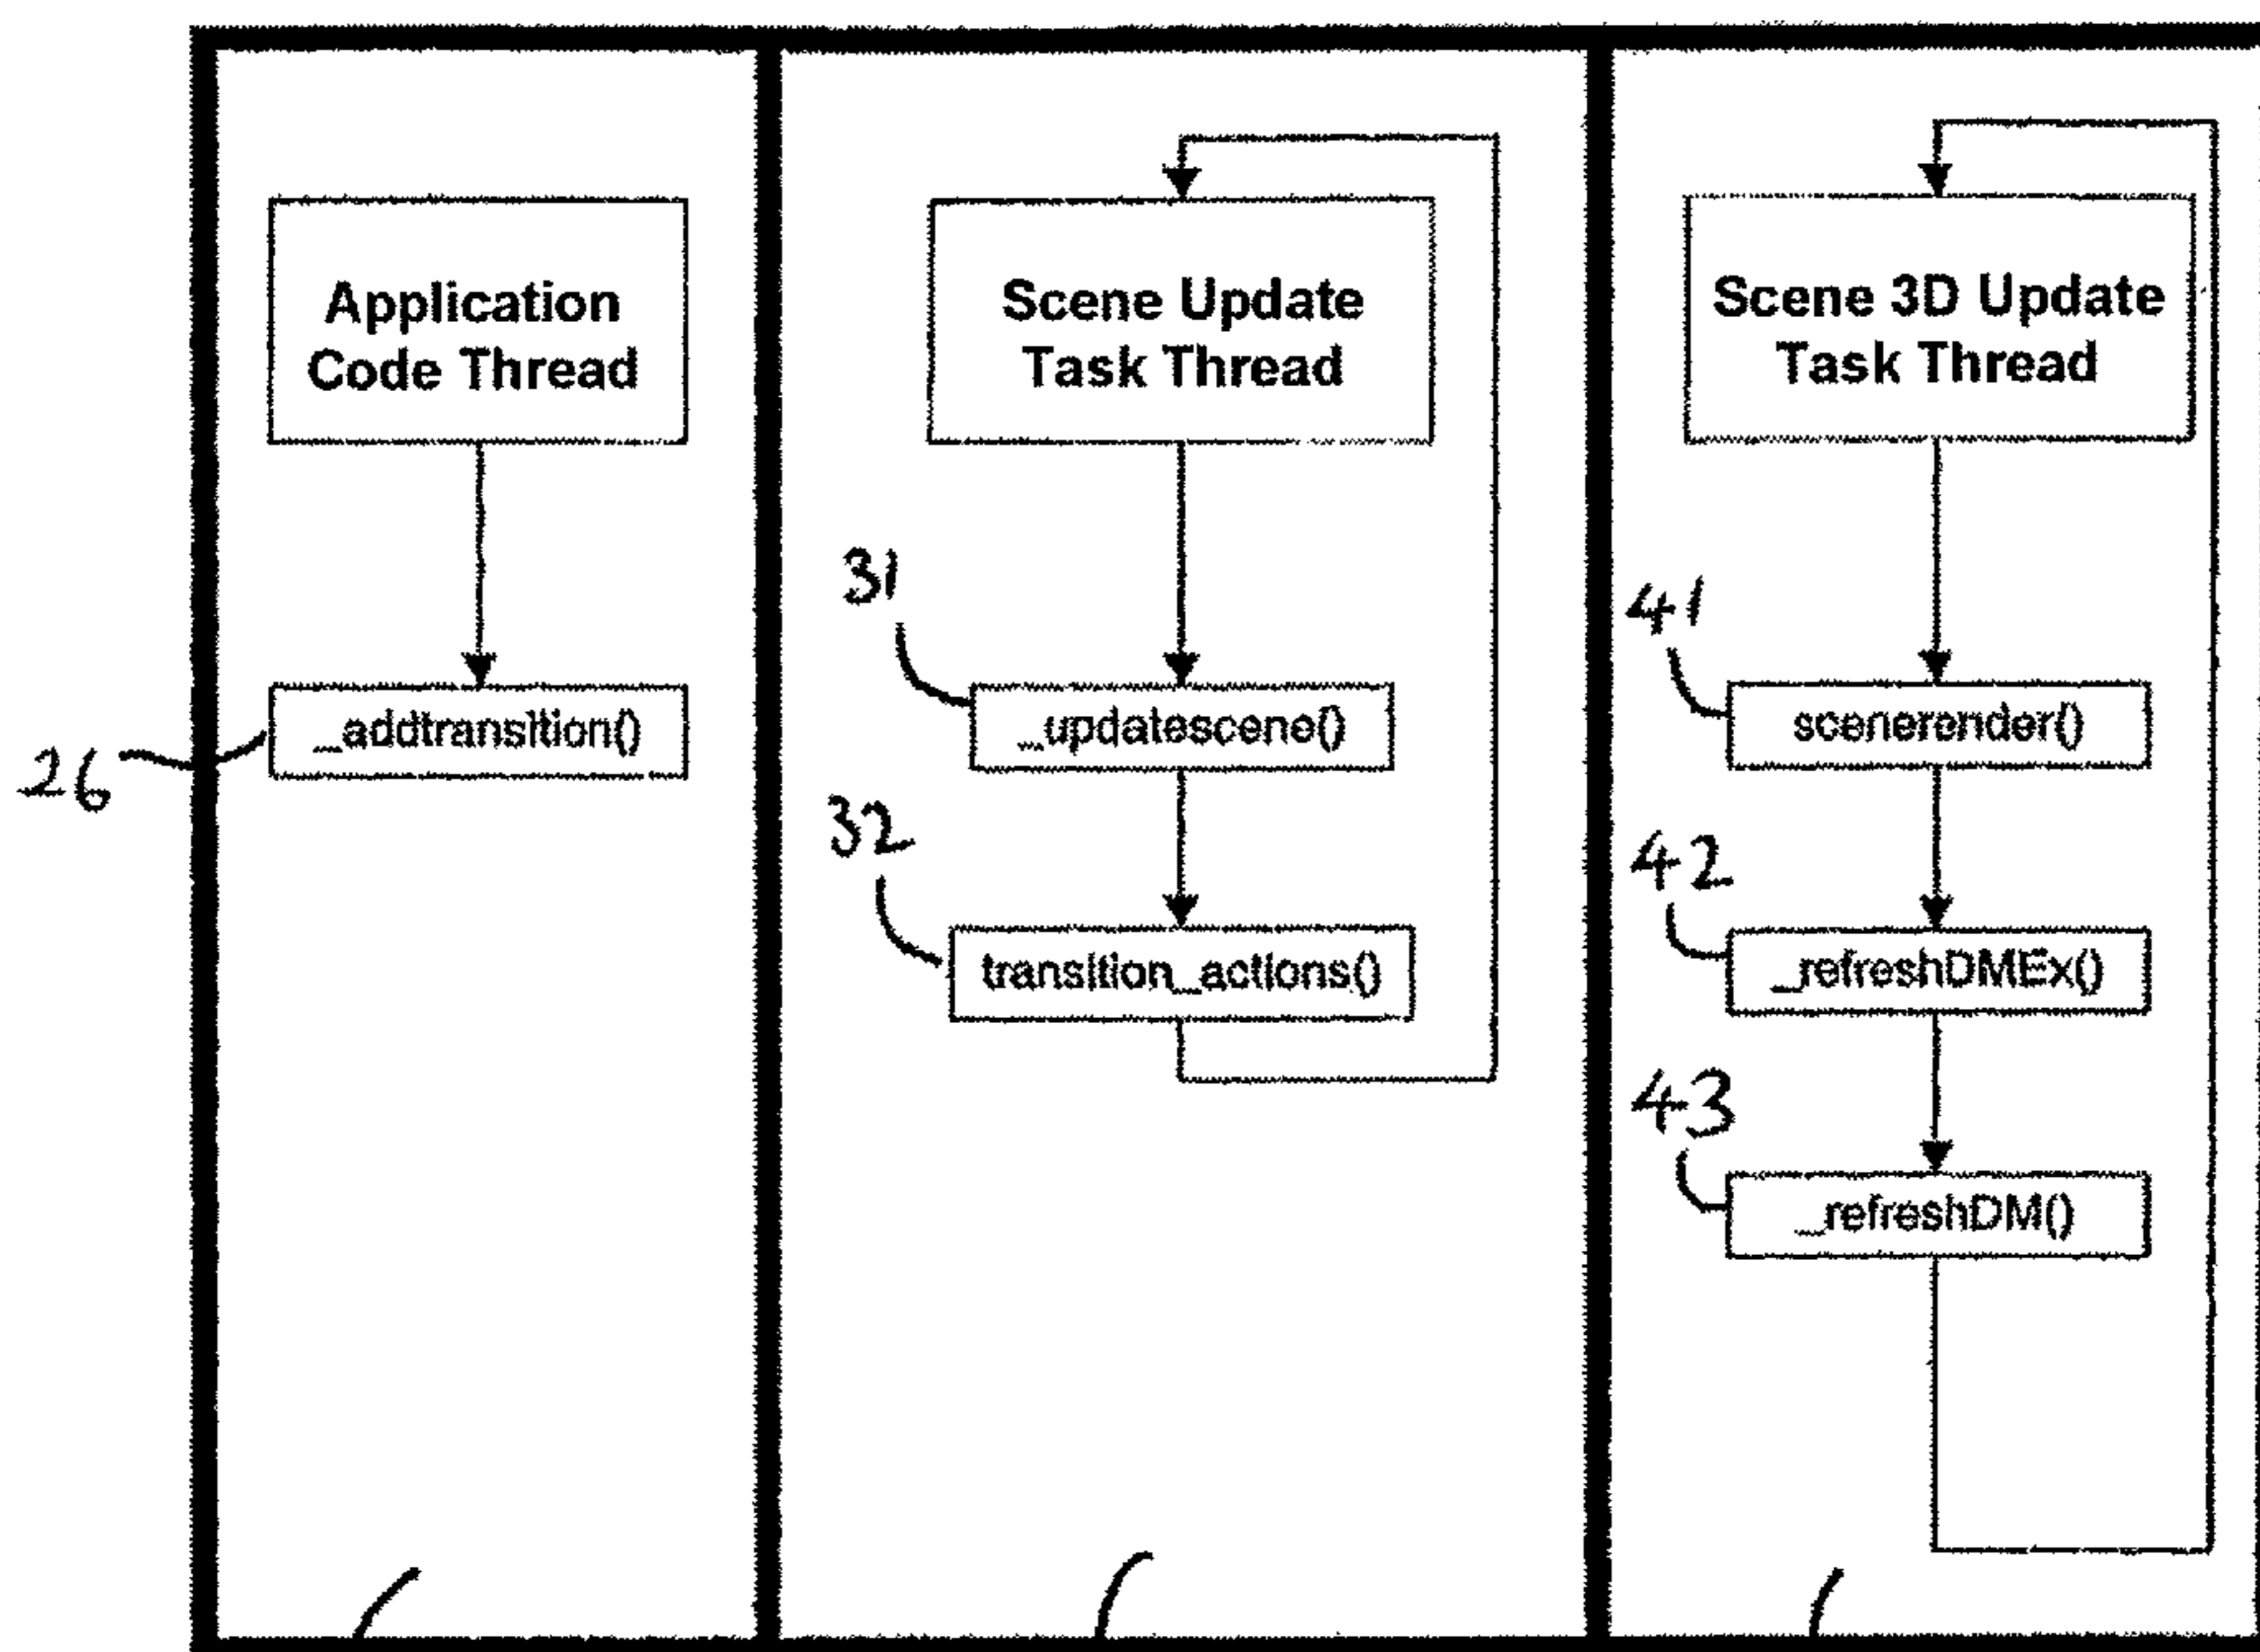 Application
Code Thread
26
_addtransition()
Scene Update
Task Thread
31
_updatescene()
32
transition_actions()
Scene 3D Update
Task Thread
41
scenerender()
42
_refreshDMEx()
43
_refreshDM()